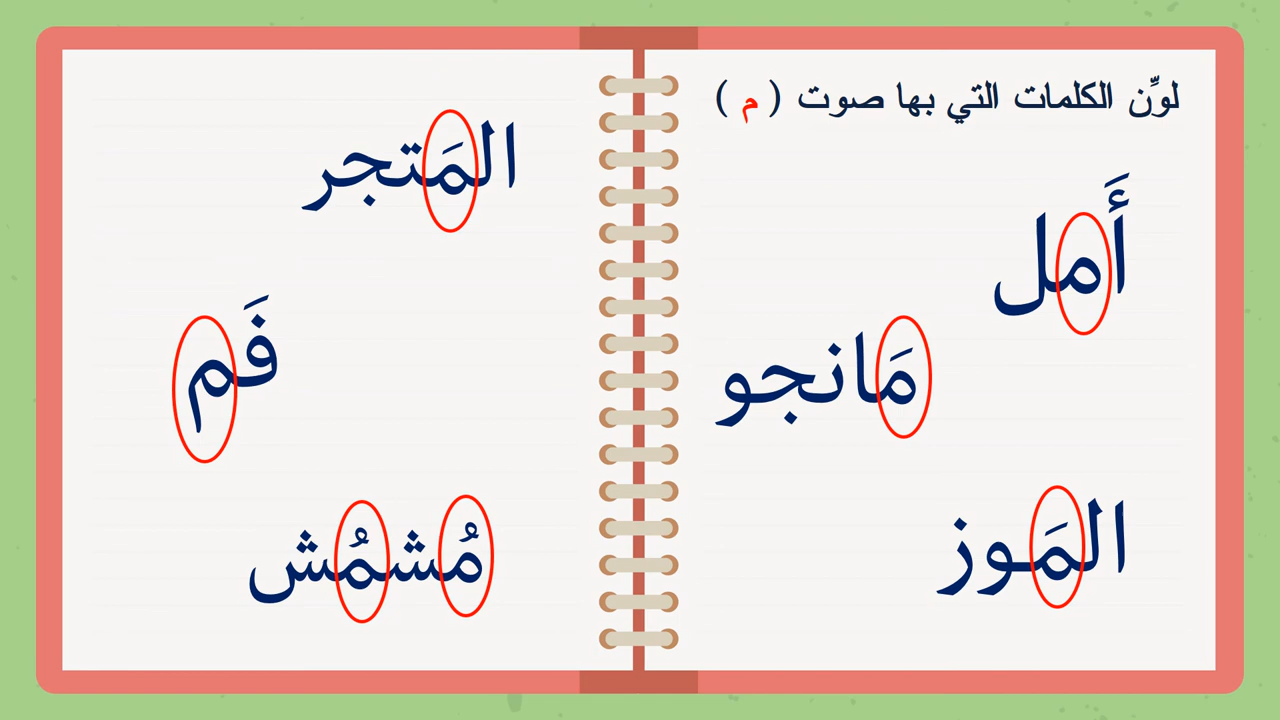 لوِّن الكلمات التي بها صوت ( م )
أَمل
مَانجو
المَوز
المَتجر
فَم
مُشمُش